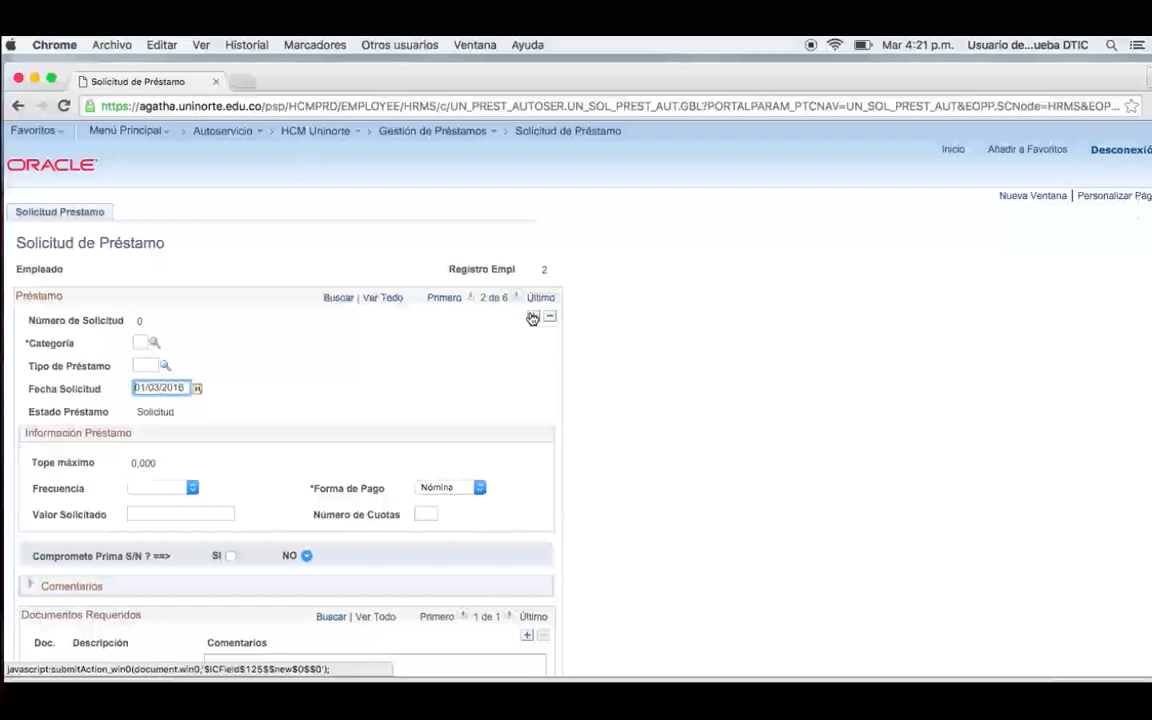 Chrome Archivo Editar Ver Historial Marcadores Otros usuarios Ventana Ayuda Mar 4:21 p.m. Usuario de...ueba DTIC
Solicitud de Préstamo
https://agatha.uninorte.edu.co/psp/HCMPRD/EMPLOYEE/HRMS/c/UN_PREST_AUTOSER.UN_SOL_PREST_AUT.GBL?PORTALPARAM_PTCNAV=UN_SOL_PREST_AUT&EOPP.SCNode=HRMS&EOP...
Favoritos Menú Principal Autoservicio HCM Uninorte Gestión de Préstamos Solicitud de Préstamo
Inicio Añadir a Favoritos Desconexió
ORACLE
Nueva Ventana | Personalizar Pág
Solicitud Prestamo
Solicitud de Préstamo
Empleado Registro Empl 2
Préstamo Buscar | Ver Todo Primero 2 de 6 Último
Número de Solicitud 0
*Categoría
Tipo de Préstamo
Fecha Solicitud 01/03/2016
Estado Préstamo Solicitud
Información Préstamo
Tope máximo 0,000
Frecuencia *Forma de Pago Nómina
Valor Solicitado Número de Cuotas
Compromete Prima S/N ? ==> SI NO
Comentarios
Documentos Requeridos Buscar | Ver Todo Primero 1 de 1 Último
Doc. Descripción Comentarios
javascript:submitAction_win0(document.win0,'$ICField$125$$new$0$$0');